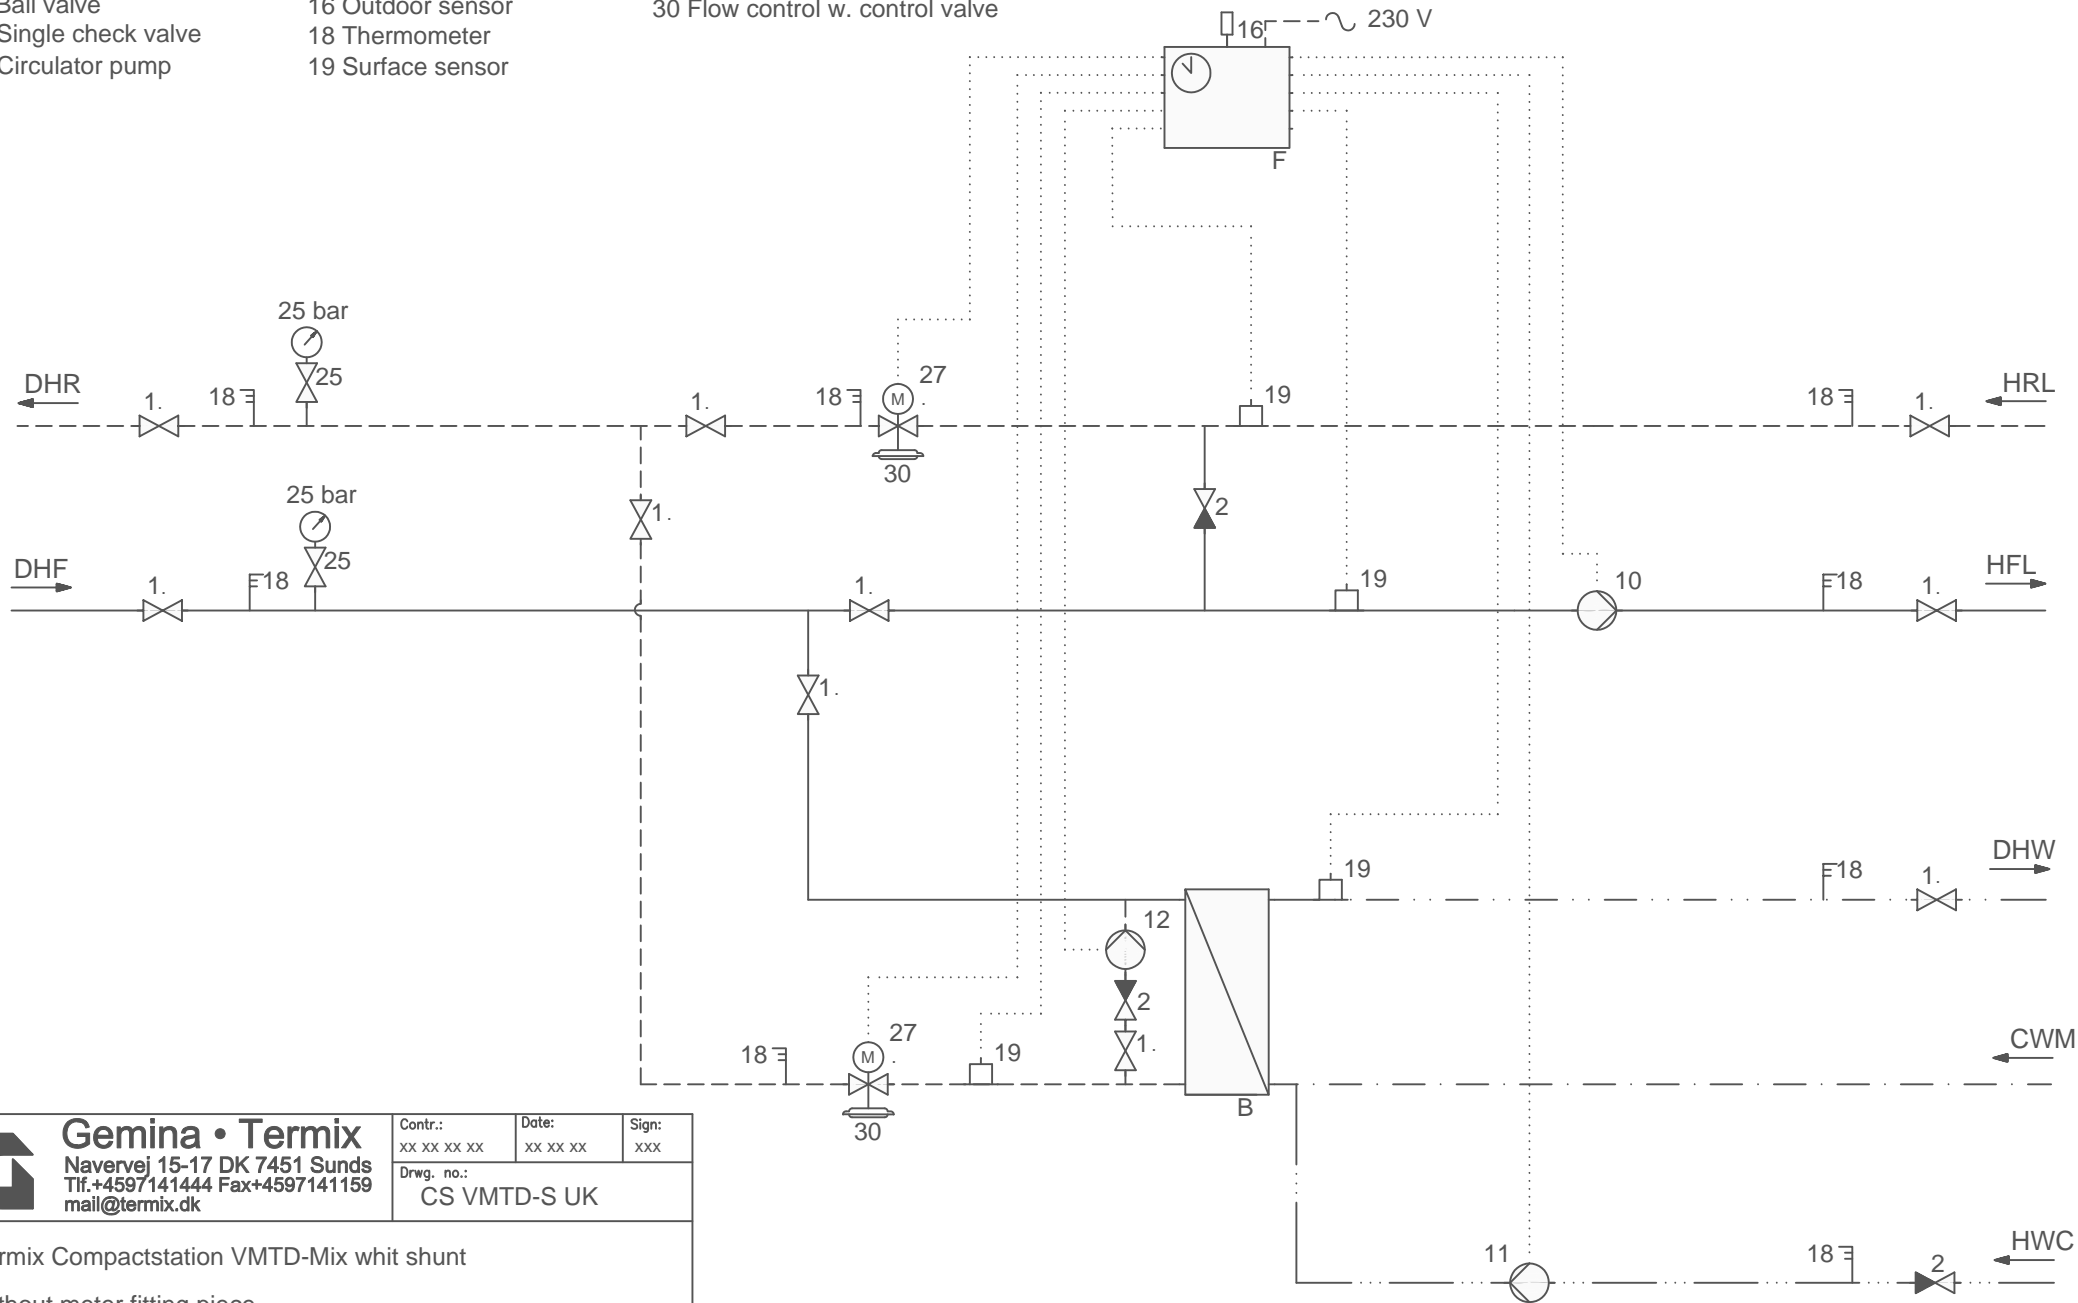 Ball valve
16 Outdoor sensor
30 Flow control w. control valve
Single check valve
18 Thermometer
Circulator pump
19 Surface sensor
16
230 V
F
25 bar
25
DHR
1.
18
1.
18
27
M
30
19
18
1.
HRL
25 bar
25
DHF
1.
18
1.
1.
2
19
10
18
1.
HFL
1.
19
18
1.
DHW
12
2
1.
18
27
M
30
19
B
CWM
11
18
2
HWC
Gemina • Termix
Navervej 15-17 DK 7451 Sunds
Tlf.+4597141444 Fax+4597141159
mail@termix.dk
Contr.:
xx xx xx xx
Date:
xx xx xx
Sign:
xxx
Drwg. no.:
CS VMTD-S UK
rmix Compactstation VMTD-Mix whit shunt
thout meter fitting piece